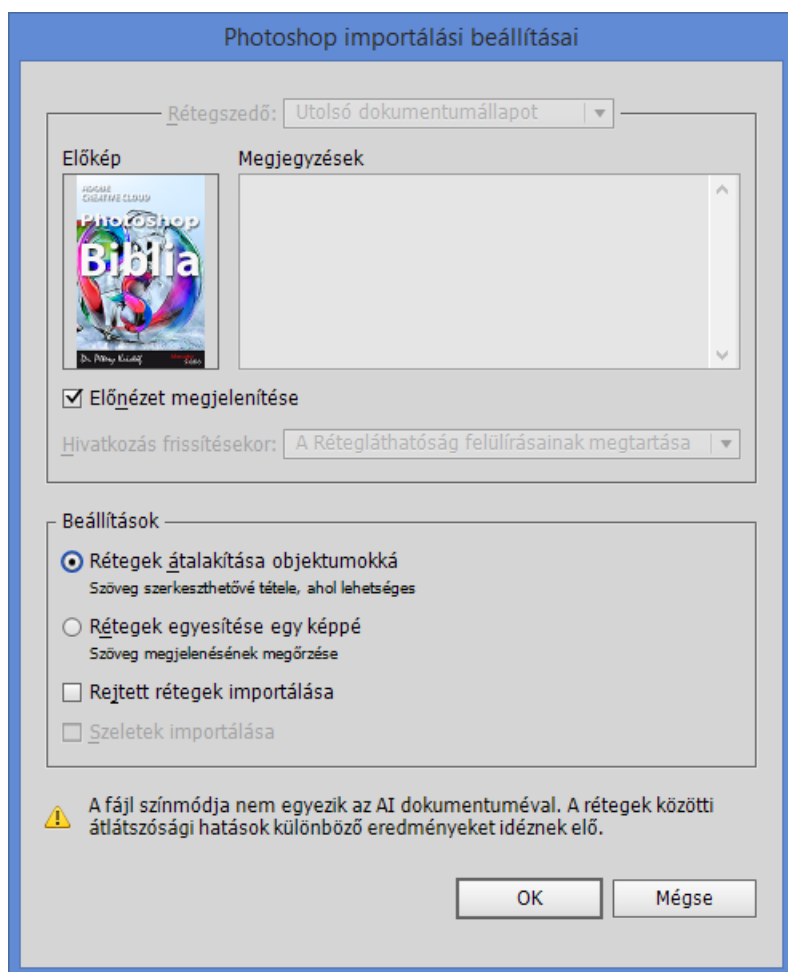 Photoshop importálási beállításai
Rétegszedő: Utolsó dokumentumállapot
Előkép
Megjegyzések
ADOBE
CREATIVE CLOUD
Photoshop
Biblia
Előnézet megjelenítése
Hivatkozás frissítésekor: A Rétegláthatóság felülírásainak megtartása
Beállítások
Rétegek átalakítása objektumokká
Szöveg szerkeszthetővé tétele, ahol lehetséges
Rétegek egyesítése egy képpé
Szöveg megjelenésének megőrzése
Rejtett rétegek importálása
Szeletek importálása
A fájl színmódja nem egyezik az AI dokumentuméval. A rétegek közötti
átlátszósági hatások különböző eredményeket idéznek elő.
OK
Mégse